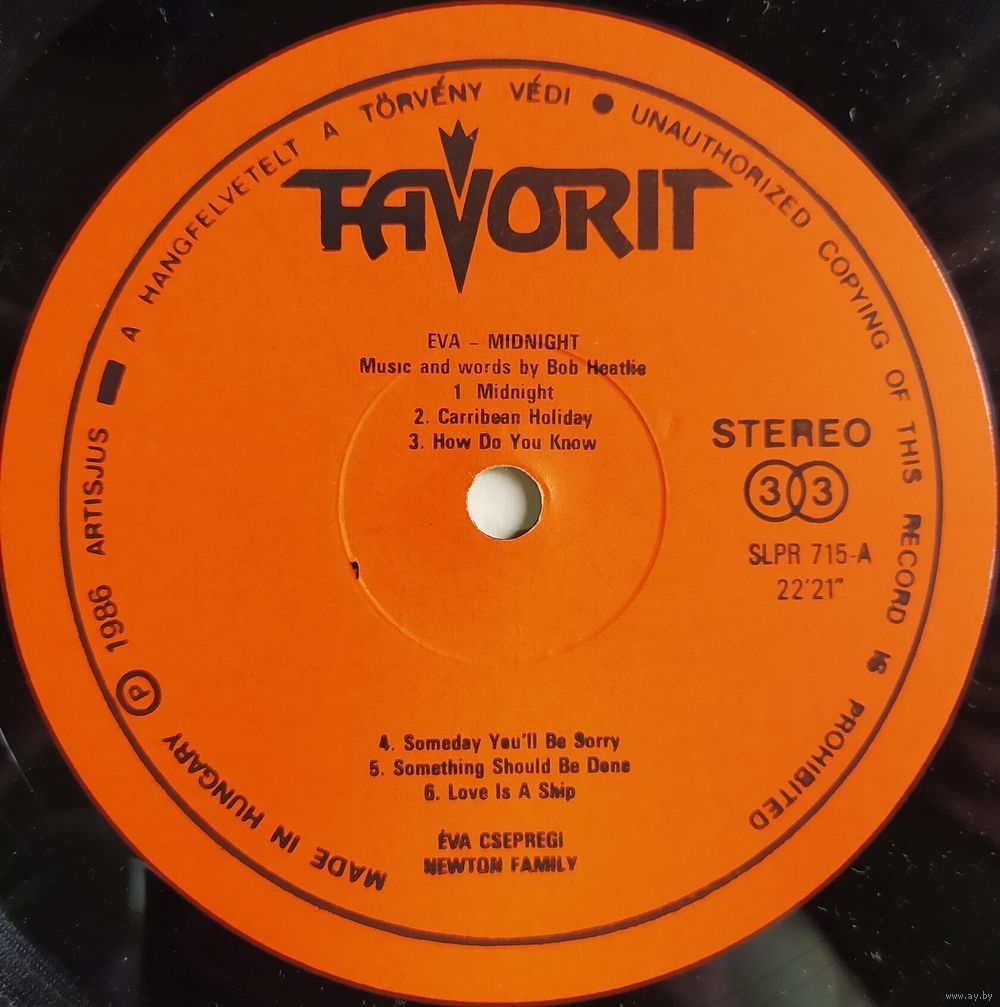 A HANGFELVETELT A TÖRVÉNY VÉDI ● UNAUTHORIZED COPYING OF THIS RECORD IS PROHIBITED
FAVORIT
EVA - MIDNIGHT
Music and words by Bob Heatlie
1 Midnight
2. Carribean Holiday
3. How Do You Know
STEREO
33
SLPR 715-A
22'21"
4. Someday You'll Be Sorry
5. Something Should Be Done
6. Love Is A Ship
ÉVA CSEPREGI
NEWTON FAMILY
MADE IN HUNGARY Ⓟ 1986 ARTISJUS
www.ay.by